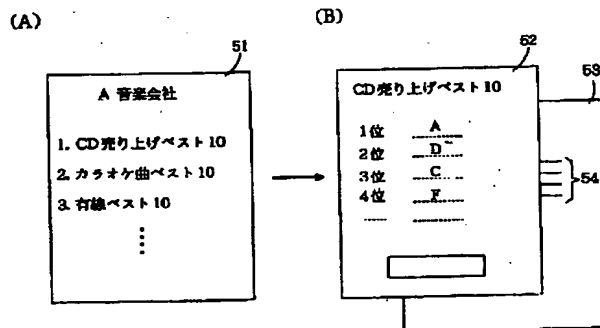 (A)
51
A 音楽会社
1. CD売り上げベスト10
2. カラオケ曲ベスト10
3. 有線ベスト10
(B)
52
CD売り上げベスト10
1位 A
2位 D
3位 C
4位 F
53
54